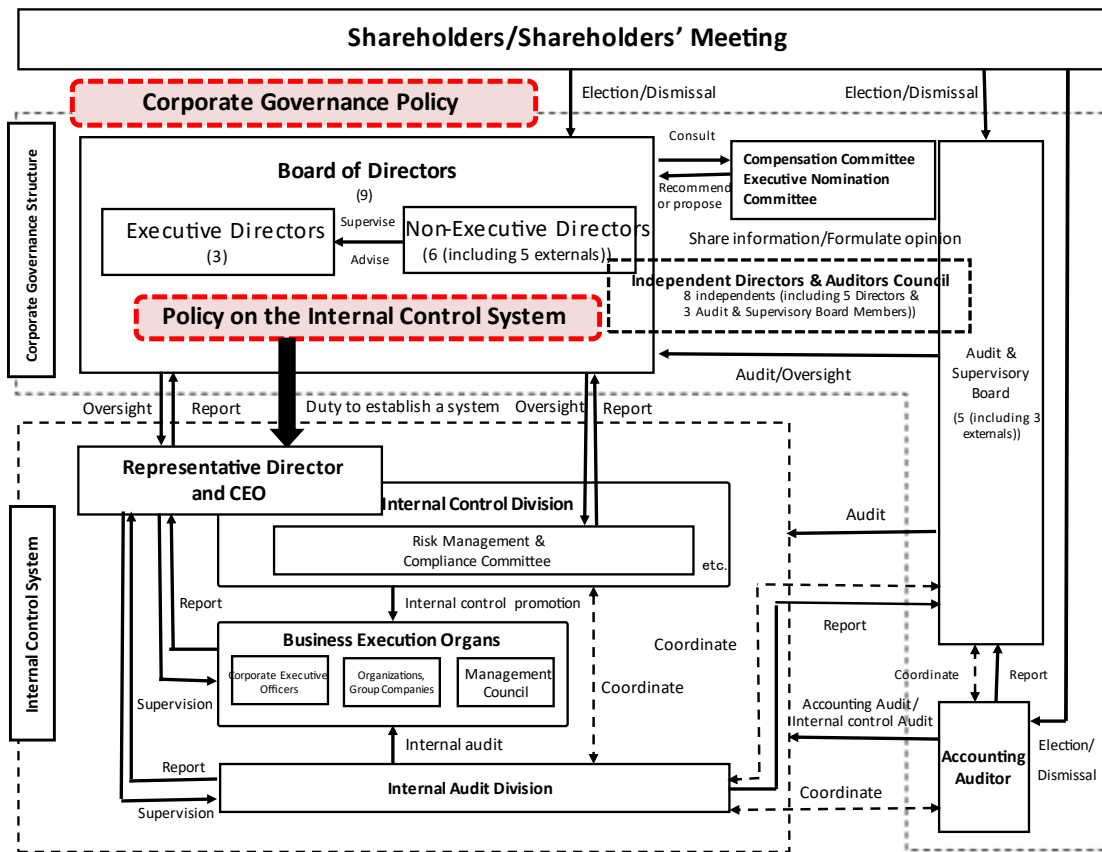 Shareholders/Shareholders’ Meeting
Corporate Governance Policy
Election/Dismissal
Election/Dismissal
Corporate Governance Structure
Board of Directors
(9)
Consult
Recommend
or propose
Compensation Committee
Executive Nomination
Committee
Executive Directors
(3)
Supervise
Advise
Non-Executive Directors
(6 (including 5 externals))
Share information/Formulate opinion
Independent Directors & Auditors Council
8 independents (including 5 Directors &
3 Audit & Supervisory Board Members))
Policy on the Internal Control System
Audit &
Supervisory
Board
(5 (including 3
externals))
Audit/Oversight
Oversight
Report
Duty to establish a system
Oversight
Report
Internal Control System
Representative Director
and CEO
Internal Control Division
Risk Management &
Compliance Committee
etc.
Audit
Report
Internal control promotion
Business Execution Organs
Corporate Executive
Officers
Organizations,
Group Companies
Management
Council
Supervision
Coordinate
Coordinate
Report
Coordinate
Report
Accounting Audit/
Internal control Audit
Internal audit
Report
Internal Audit Division
Supervision
Coordinate
Accounting
Auditor
Election/
Dismissal